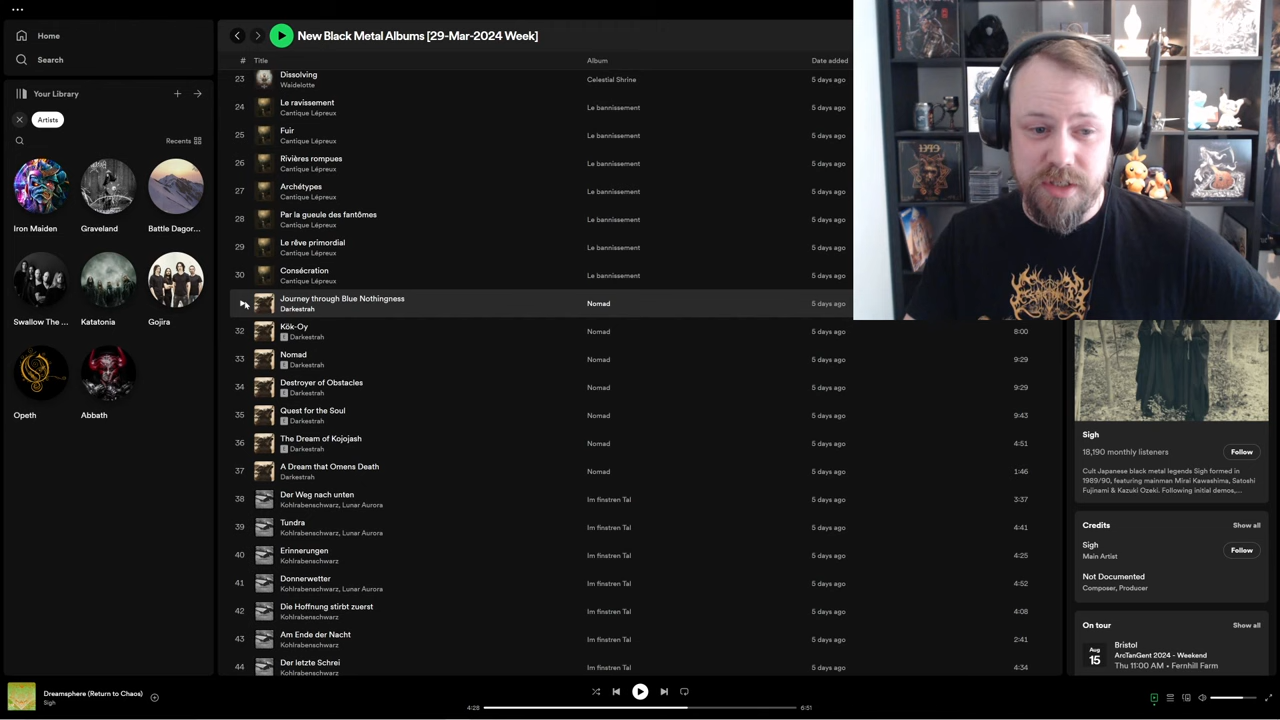 New Black Metal Albums [29-Mar-2024 Week]
Home
Search
Your Library
Artists
Recents
Iron Maiden
Graveland
Battle Dagor...
Swallow The ...
Katatonia
Gojira
Opeth
Abbath
# Title Album Date added
23 Dissolving Celestial Shrine 5 days ago
Waidelotte
24 Le ravissement Le bannissement 5 days ago
Cantique Lépreux
25 Fuir Le bannissement 5 days ago
Cantique Lépreux
26 Rivières rompues Le bannissement 5 days ago
Cantique Lépreux
27 Archétypes Le bannissement 5 days ago
Cantique Lépreux
28 Par la gueule des fantômes Le bannissement 5 days ago
Cantique Lépreux
29 Le rêve primordial Le bannissement 5 days ago
Cantique Lépreux
30 Consécration Le bannissement 5 days ago
Cantique Lépreux
Journey through Blue Nothingness Nomad 5 days ago
Darkestrah
32 Kök-Oy Nomad 5 days ago 8:00
Darkestrah
33 Nomad Nomad 5 days ago 9:29
Darkestrah
34 Destroyer of Obstacles Nomad 5 days ago 9:29
Darkestrah
35 Quest for the Soul Nomad 5 days ago 9:43
Darkestrah
36 The Dream of Kojojash Nomad 5 days ago 4:51
Darkestrah
37 A Dream that Omens Death Nomad 5 days ago 1:46
Darkestrah
38 Der Weg nach unten Im finstren Tal 5 days ago 3:37
Kohlrabenschwarz, Lunar Aurora
39 Tundra Im finstren Tal 5 days ago 4:41
Kohlrabenschwarz, Lunar Aurora
40 Erinnerungen Im finstren Tal 5 days ago 4:25
Kohlrabenschwarz
41 Donnerwetter Im finstren Tal 5 days ago 4:52
Kohlrabenschwarz, Lunar Aurora
42 Die Hoffnung stirbt zuerst Im finstren Tal 5 days ago 4:08
Kohlrabenschwarz
43 Am Ende der Nacht Im finstren Tal 5 days ago 2:41
Kohlrabenschwarz
44 Der letzte Schrei Im finstren Tal 5 days ago 4:34
Kohlrabenschwarz
1349
Sigh
18,190 monthly listeners Follow
Cult Japanese black metal legends Sigh formed in
1989/90, featuring mainman Mirai Kawashima, Satoshi
Fujinami & Kazuki Ozeki. Following initial demos,...
Credits Show all
Sigh Follow
Main Artist
Not Documented
Composer, Producer
On tour Show all
Aug
15
Bristol
ArcTanGent 2024 - Weekend
Thu 11:00 AM • Fernhill Farm
Dreamsphere (Return to Chaos)
Sigh
4:28 6:51